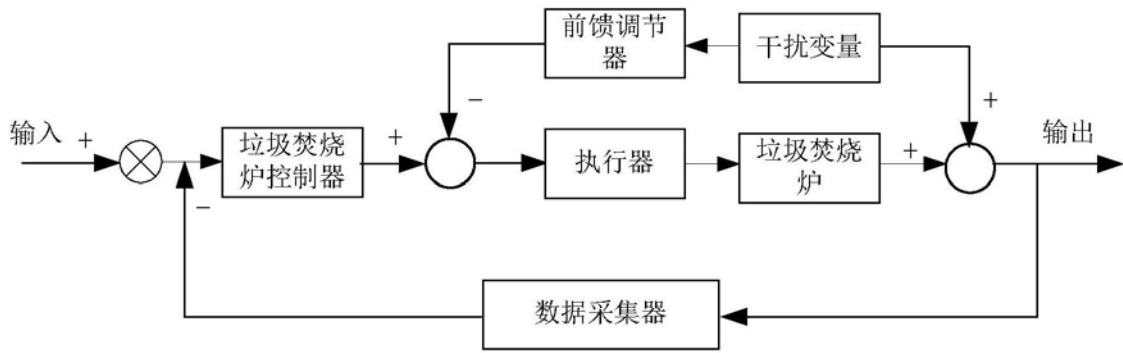 前馈调节
器
干扰变量
−
+
输入
+
垃圾焚烧
炉控制器
+
执行器
垃圾焚烧
炉
+
输出
−
数据采集器